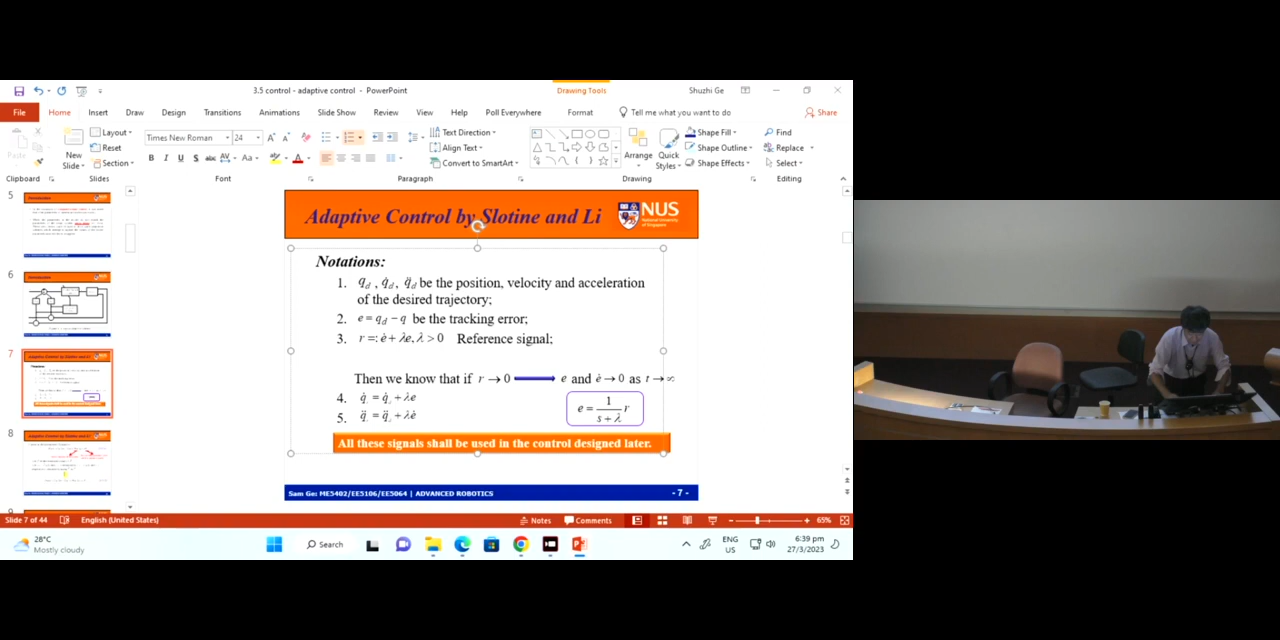 3.5 control - adaptive control - PowerPoint
Drawing Tools
Shuzhi Ge
File Home Insert Draw Design Transitions Animations Slide Show Review View Help Poll Everywhere Format Tell me what you want to do Share
Paste
New Slide
Layout
Reset
Section
Times New Roman 24
Text Direction
Align Text
Convert to SmartArt
Arrange
Quick Styles
Shape Fill
Shape Outline
Shape Effects
Find
Replace
Select
Clipboard Slides Font Paragraph Drawing Editing
5
6
7
8
9
Adaptive Control by Slotine and Li
NUS
National University of Singapore
Notations:
1. q_d, q̇_d, q̈_d be the position, velocity and acceleration
of the desired trajectory;
2. e = q_d − q be the tracking error;
3. r =: ė + λe, λ > 0 Reference signal;
Then we know that if r → 0 ⟹ e and ė → 0 as t → ∞
4. q̇ = q̇ + λe
5. q̈ = q̈ + λė
e = 1/(s + λ) r
All these signals shall be used in the control designed later.
Sam Ge: ME5402/EE5106/EE5064 | ADVANCED ROBOTICS - 7 -
Slide 7 of 44 English (United States) Notes Comments 65%
28°C
Mostly cloudy
Search
ENG
US
6:39 pm
27/3/2023